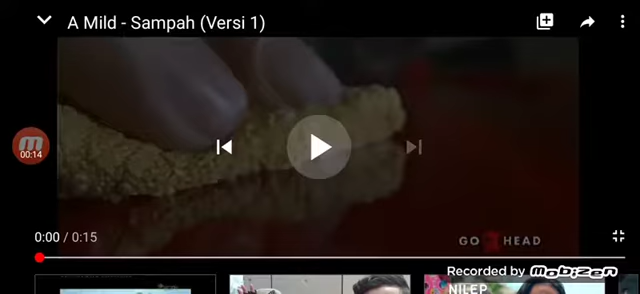 A Mild - Sampah (Versi 1)
00:14
GO AHEAD
0:00 / 0:15
Recorded by mobizen
NILEP